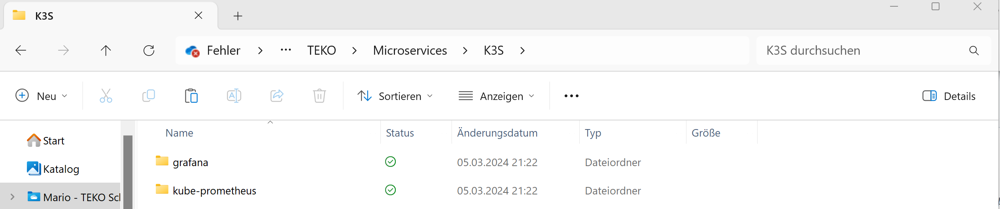 K3S
Fehler > ... TEKO > Microservices > K3S >
K3S durchsuchen
Neu
Sortieren
Anzeigen
Details
Start
Katalog
Mario - TEKO Scl
Name Status Änderungsdatum Typ Größe
grafana 05.03.2024 21:22 Dateiordner
kube-prometheus 05.03.2024 21:22 Dateiordner